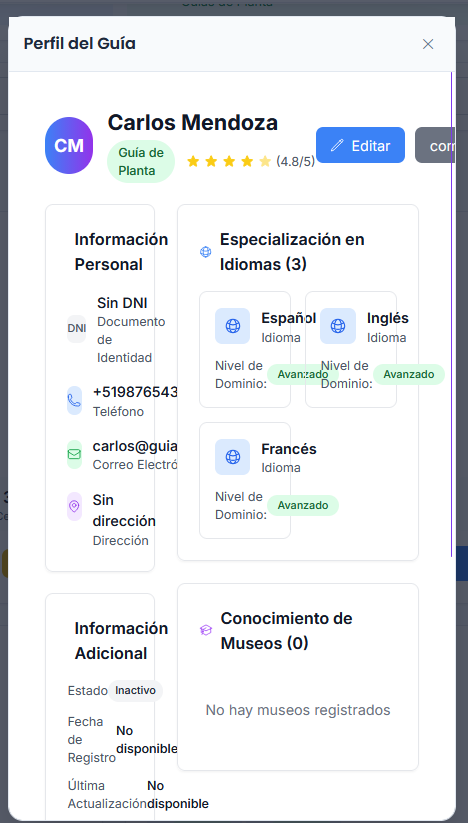 Perfil del Guía
CM
Carlos Mendoza
Guía de
Planta
(4.8/5)
Editar
Información
Personal
DNI
Sin DNI
Documento
de
Identidad
+519876543
Teléfono
carlos@guia
Correo Electró
Sin
dirección
Dirección
Especialización en
Idiomas (3)
Español
Idioma
Nivel de
Dominio:
Avanzado
Inglés
Idioma
Nivel de
Dominio:
Avanzado
Francés
Idioma
Nivel de
Dominio:
Avanzado
Información
Adicional
Estado
Inactivo
Fecha
de
Registro
No
disponible
Última
Actualización
No
disponible
Conocimiento de
Museos (0)
No hay museos registrados